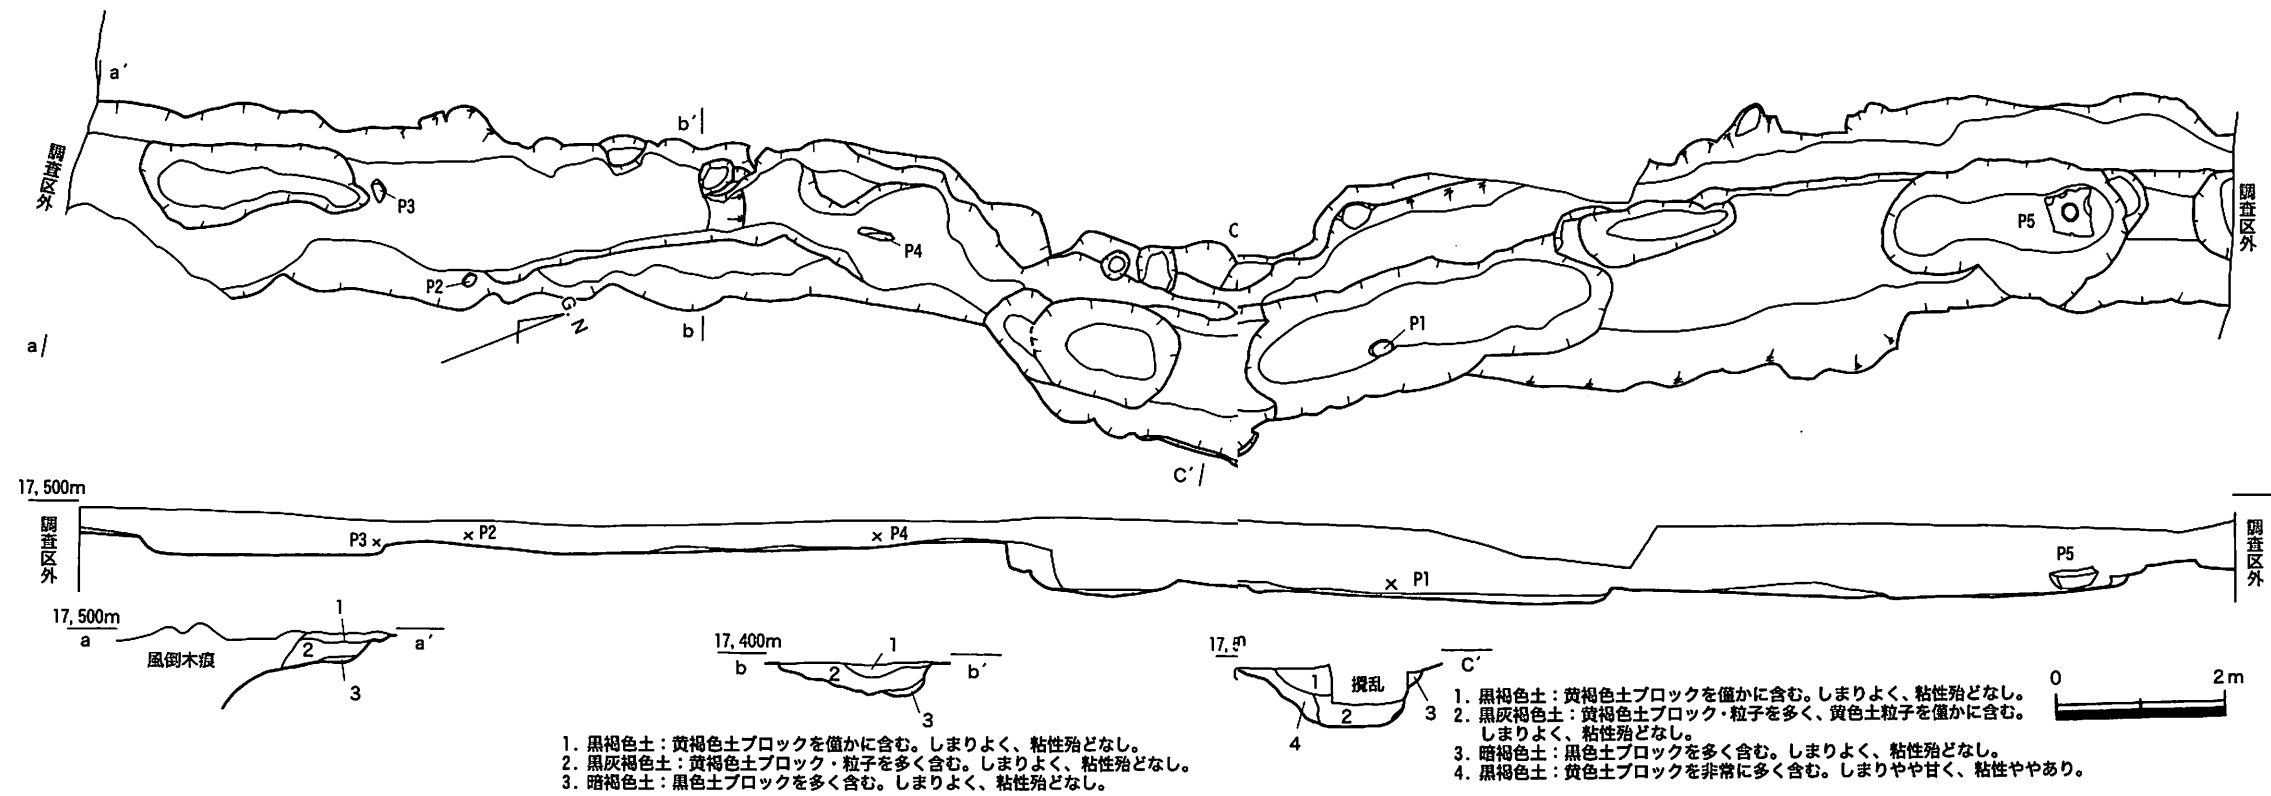 a′
b′
調査区外
P3
P4
P2
G.N
b
a
C
P1
P5
調査区外
C′
17,500m
調査区外
P3
P2
P4
P1
P5
調査区外
17,500m
a
a′
風倒木痕
1
2
3
17,400m
b
b′
1
2
3
C′
攪乱
1
2
3
4
0
2m
1. 黒褐色土：黄褐色土ブロックを僅かに含む。しまりよく、粘性殆どなし。
2. 黒灰褐色土：黄褐色土ブロック・粒子を多く含む。しまりよく、粘性殆どなし。
3. 暗褐色土：黒色土ブロックを多く含む。しまりよく、粘性殆どなし。
1. 黒褐色土：黄褐色土ブロックを僅かに含む。しまりよく、粘性殆どなし。
2. 黒灰褐色土：黄褐色土ブロック・粒子を多く、黄色土粒子を僅かに含む。
しまりよく、粘性殆どなし。
3. 暗褐色土：黒色土ブロックを多く含む。しまりよく、粘性殆どなし。
4. 黒褐色土：黄色土ブロックを非常に多く含む。しまりやや甘く、粘性ややあり。